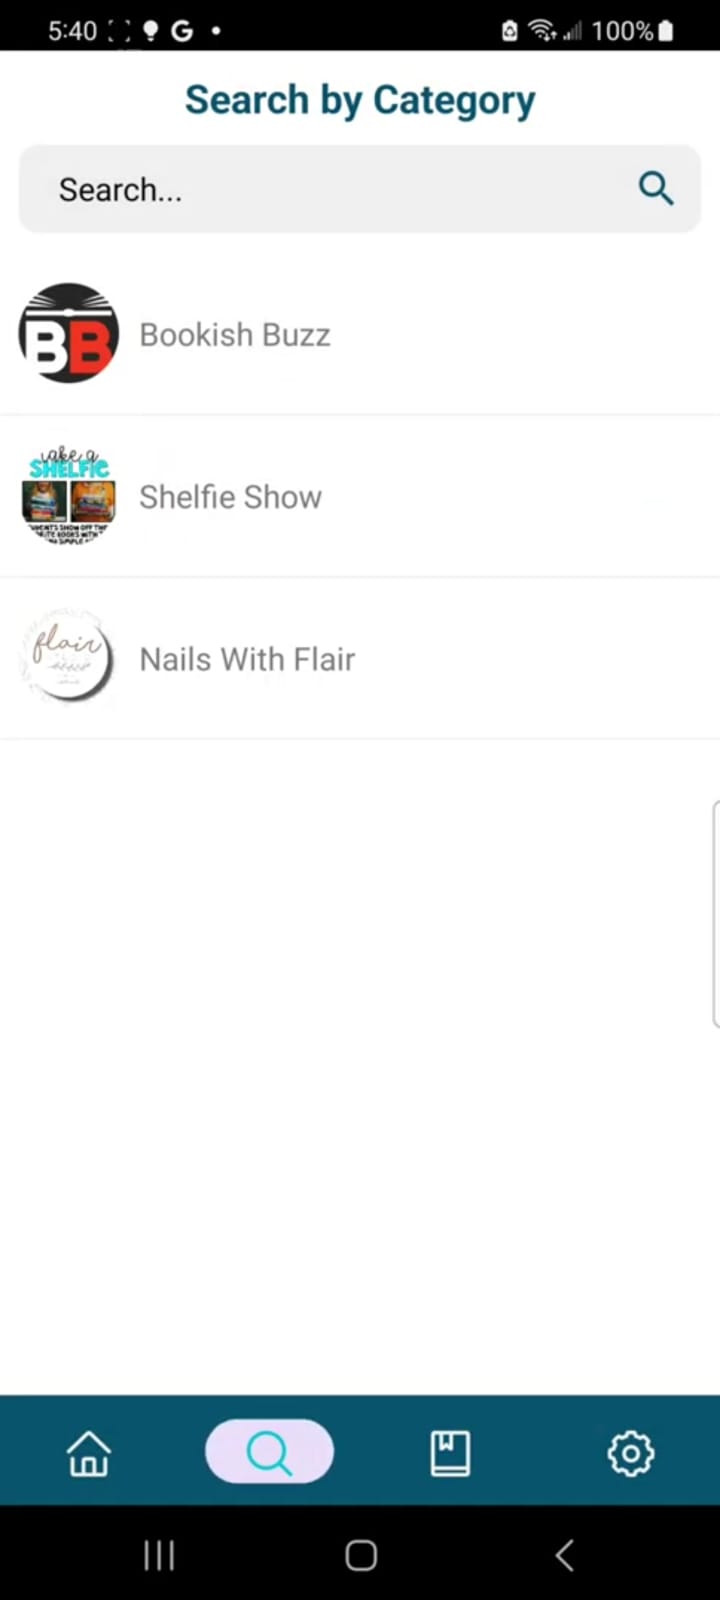 5:40 G 100%
Search by Category
Search...
BB
Bookish Buzz
take a
SHELFIE
Shelfie Show
flair
Nails With Flair